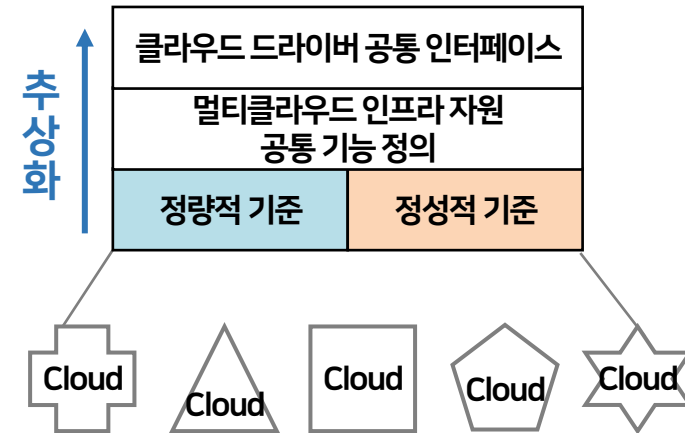 클라우드 드라이버 공통 인터페이스
추상화
멀티클라우드 인프라 자원
공통 기능 정의
정량적 기준
정성적 기준
Cloud
Cloud
Cloud
Cloud
Cloud